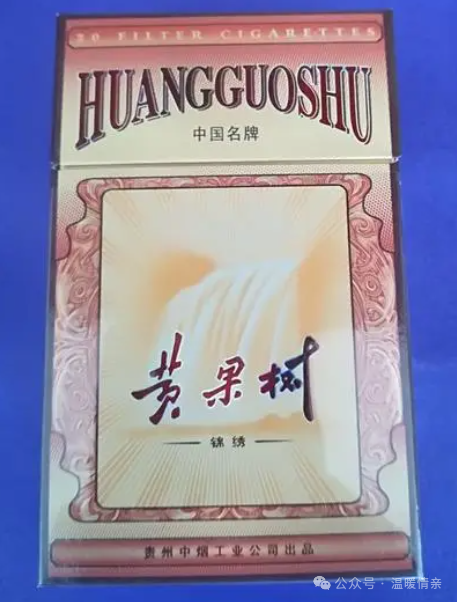 20 FILTER CIGARETTES
HUANGGUOSHU
中国名牌
黄果树
锦绣
贵州中烟工业公司出品
公众号·温暖情亲